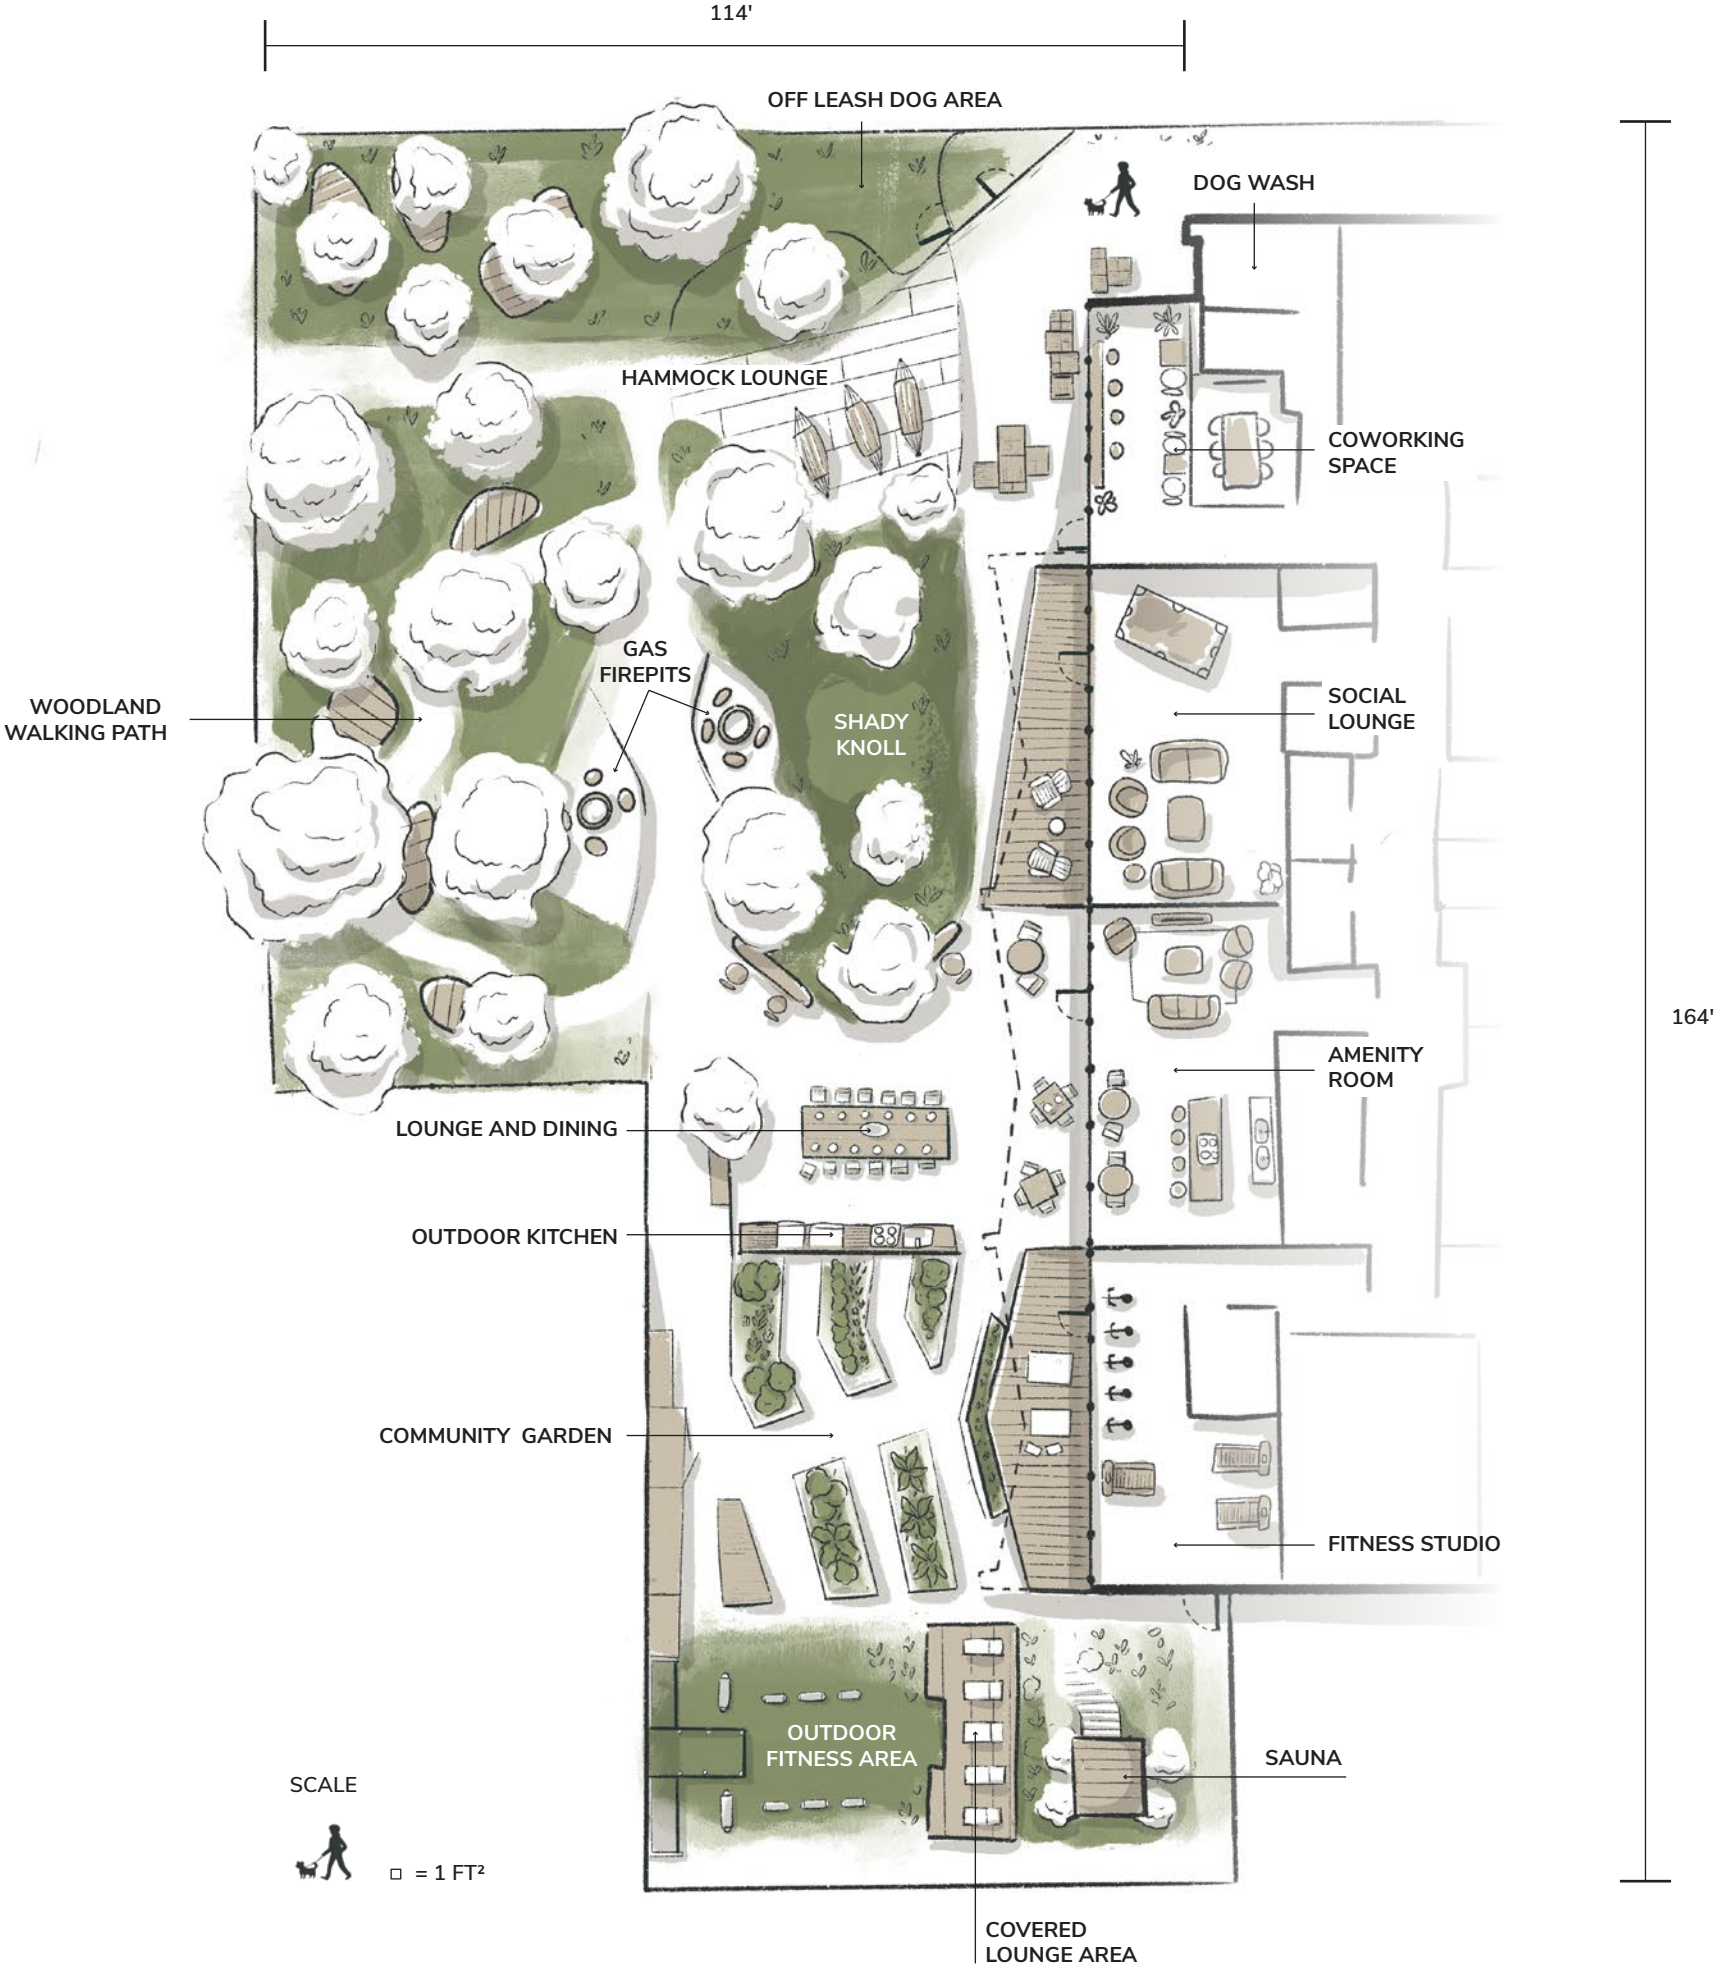 114'
OFF LEASH DOG AREA
DOG WASH
HAMMOCK LOUNGE
COWORKING
SPACE
GAS
FIREPITS
WOODLAND
WALKING PATH
SHADY
KNOLL
SOCIAL
LOUNGE
164'
AMENITY
ROOM
LOUNGE AND DINING
OUTDOOR KITCHEN
COMMUNITY GARDEN
FITNESS STUDIO
OUTDOOR
FITNESS AREA
SAUNA
SCALE
= 1 FT²
COVERED
LOUNGE AREA